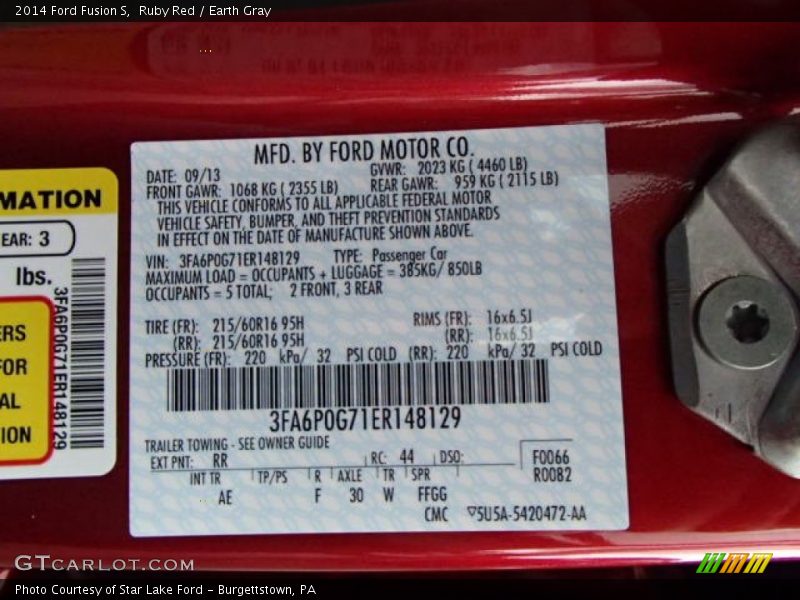 2014 Ford Fusion S,  Ruby Red / Earth Gray
MFD. BY FORD MOTOR CO.
DATE: 09/13
GVWR: 2023 KG ( 4460 LB)
FRONT GAWR: 1068 KG ( 2355 LB)
REAR GAWR: 959 KG ( 2115 LB)
THIS VEHICLE CONFORMS TO ALL APPLICABLE FEDERAL MOTOR
VEHICLE SAFETY, BUMPER, AND THEFT PREVENTION STANDARDS
IN EFFECT ON THE DATE OF MANUFACTURE SHOWN ABOVE.
VIN: 3FA6P0G71ER148129 TYPE: Passenger Car
MAXIMUM LOAD = OCCUPANTS + LUGGAGE = 385KG/ 850LB
OCCUPANTS = 5 TOTAL; 2 FRONT, 3 REAR
TIRE (FR): 215/60R16 95H RIMS (FR): 16x6.5J
(RR): 215/60R16 95H (RR): 16x6.5J
PRESSURE (FR): 220 kPa/ 32 PSI COLD (RR): 220 kPa/ 32 PSI COLD
3FA6P0G71ER148129
TRAILER TOWING - SEE OWNER GUIDE
EXT PNT: RR RC: 44 DSO:
F0066
R0082
INT TR TP/PS R AXLE TR SPR
AE F 30 W FFGG
CMC ▽5U5A-5420472-AA
MATION
EAR: 3
lbs.
3FA6P0G71ER148129
ERS
FOR
AL
ION
GTCARLOT.COM
Photo Courtesy of Star Lake Ford - Burgettstown, PA